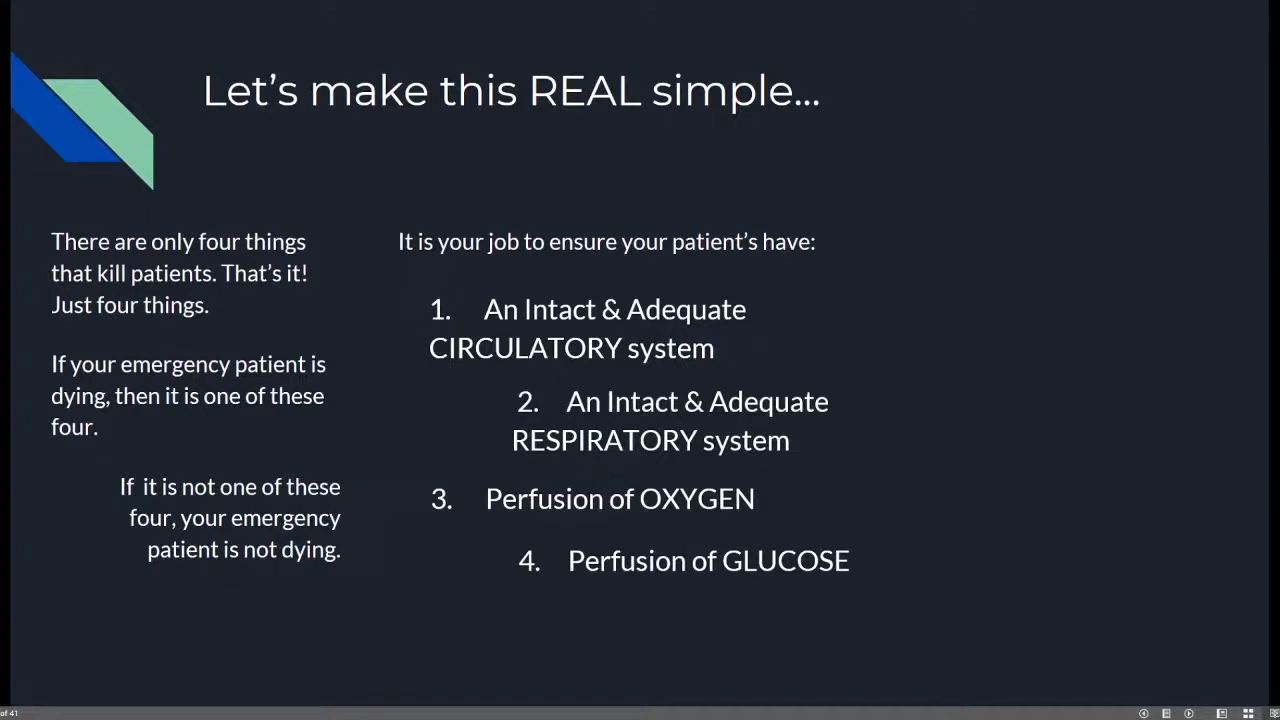 Let's make this REAL simple...
There are only four things
that kill patients. That's it!
Just four things.
If your emergency patient is
dying, then it is one of these
four.
If it is not one of these
four, your emergency
patient is not dying.
It is your job to ensure your patient's have:
1. An Intact & Adequate
CIRCULATORY system
2. An Intact & Adequate
RESPIRATORY system
3. Perfusion of OXYGEN
4. Perfusion of GLUCOSE
of 41